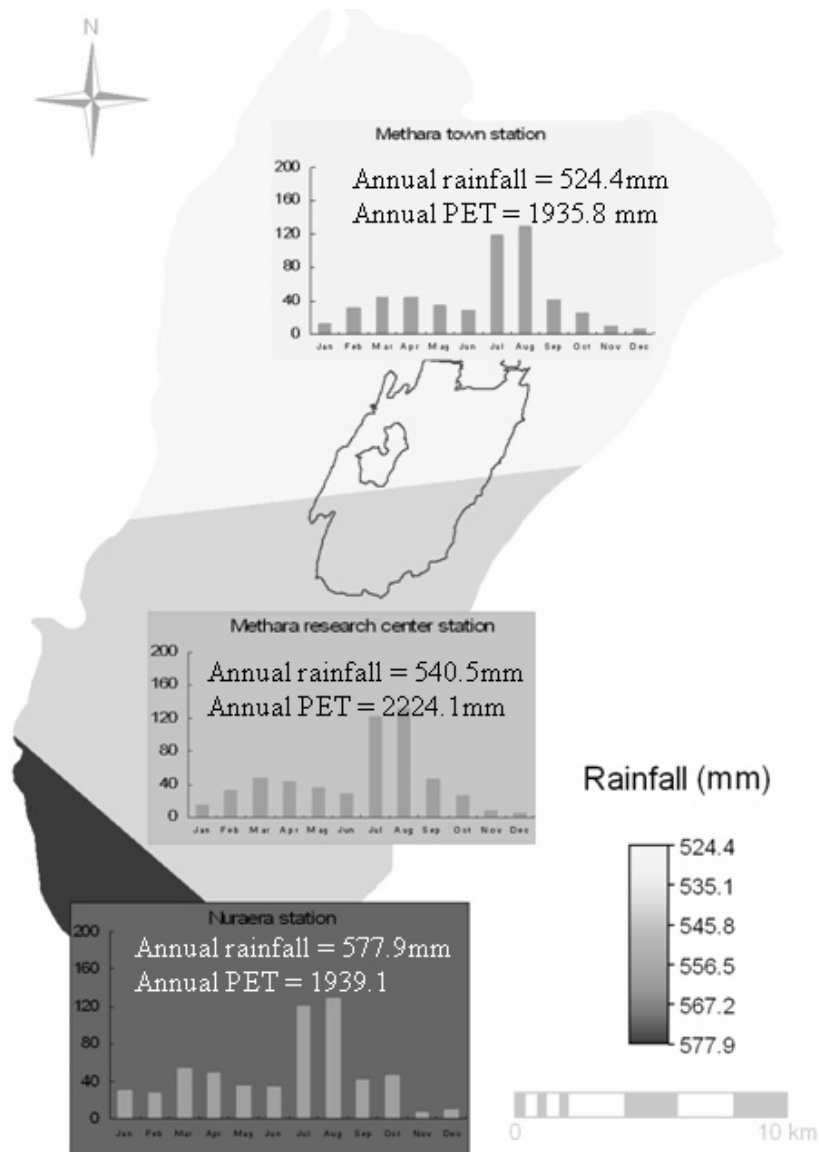 N
Methara town station
Annual rainfall = 524.4mm
Annual PET = 1935.8 mm
200
160
120
80
40
0
Jan Feb Mar Apr May Jun Jul Aug Sep Oct Nov Dec
Methara research center station
Annual rainfall = 540.5mm
Annual PET = 2224.1mm
200
160
120
80
40
0
Jan Feb Mar Apr May Jun Jul Aug Sep Oct Nov Dec
Rainfall (mm)
524.4
535.1
545.8
556.5
567.2
577.9
Nuraera station
Annual rainfall = 577.9mm
Annual PET = 1939.1
200
160
120
80
40
0
Jan Feb Mar Apr May Jun Jul Aug Sep Oct Nov Dec
0 10 km